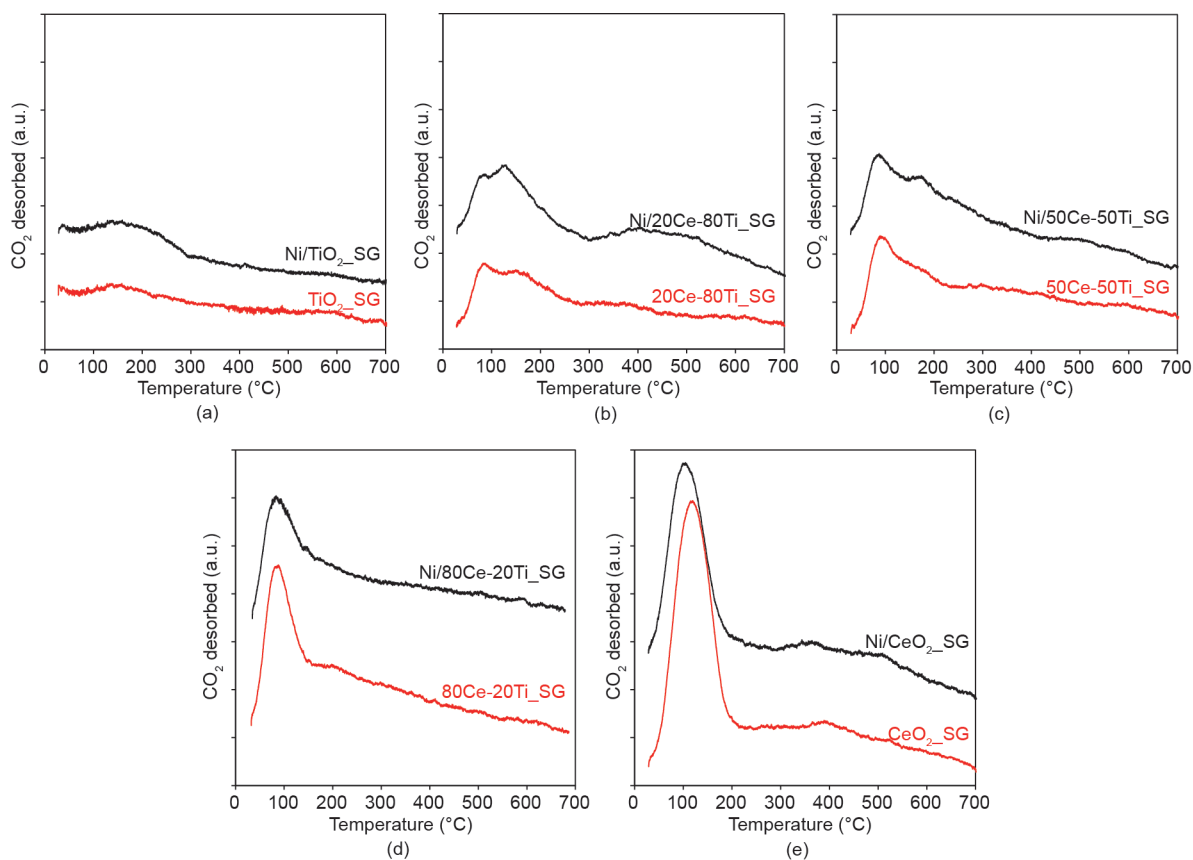 CO2 desorbed (a.u.)
Ni/TiO2_SG
TiO2_SG
0 100 200 300 400 500 600 700
Temperature (°C)
(a)
CO2 desorbed (a.u.)
Ni/20Ce-80Ti_SG
20Ce-80Ti_SG
0 100 200 300 400 500 600 700
Temperature (°C)
(b)
CO2 desorbed (a.u.)
Ni/50Ce-50Ti_SG
50Ce-50Ti_SG
0 100 200 300 400 500 600 700
Temperature (°C)
(c)
CO2 desorbed (a.u.)
Ni/80Ce-20Ti_SG
80Ce-20Ti_SG
0 100 200 300 400 500 600 700
Temperature (°C)
(d)
CO2 desorbed (a.u.)
Ni/CeO2_SG
CeO2_SG
0 100 200 300 400 500 600 700
Temperature (°C)
(e)